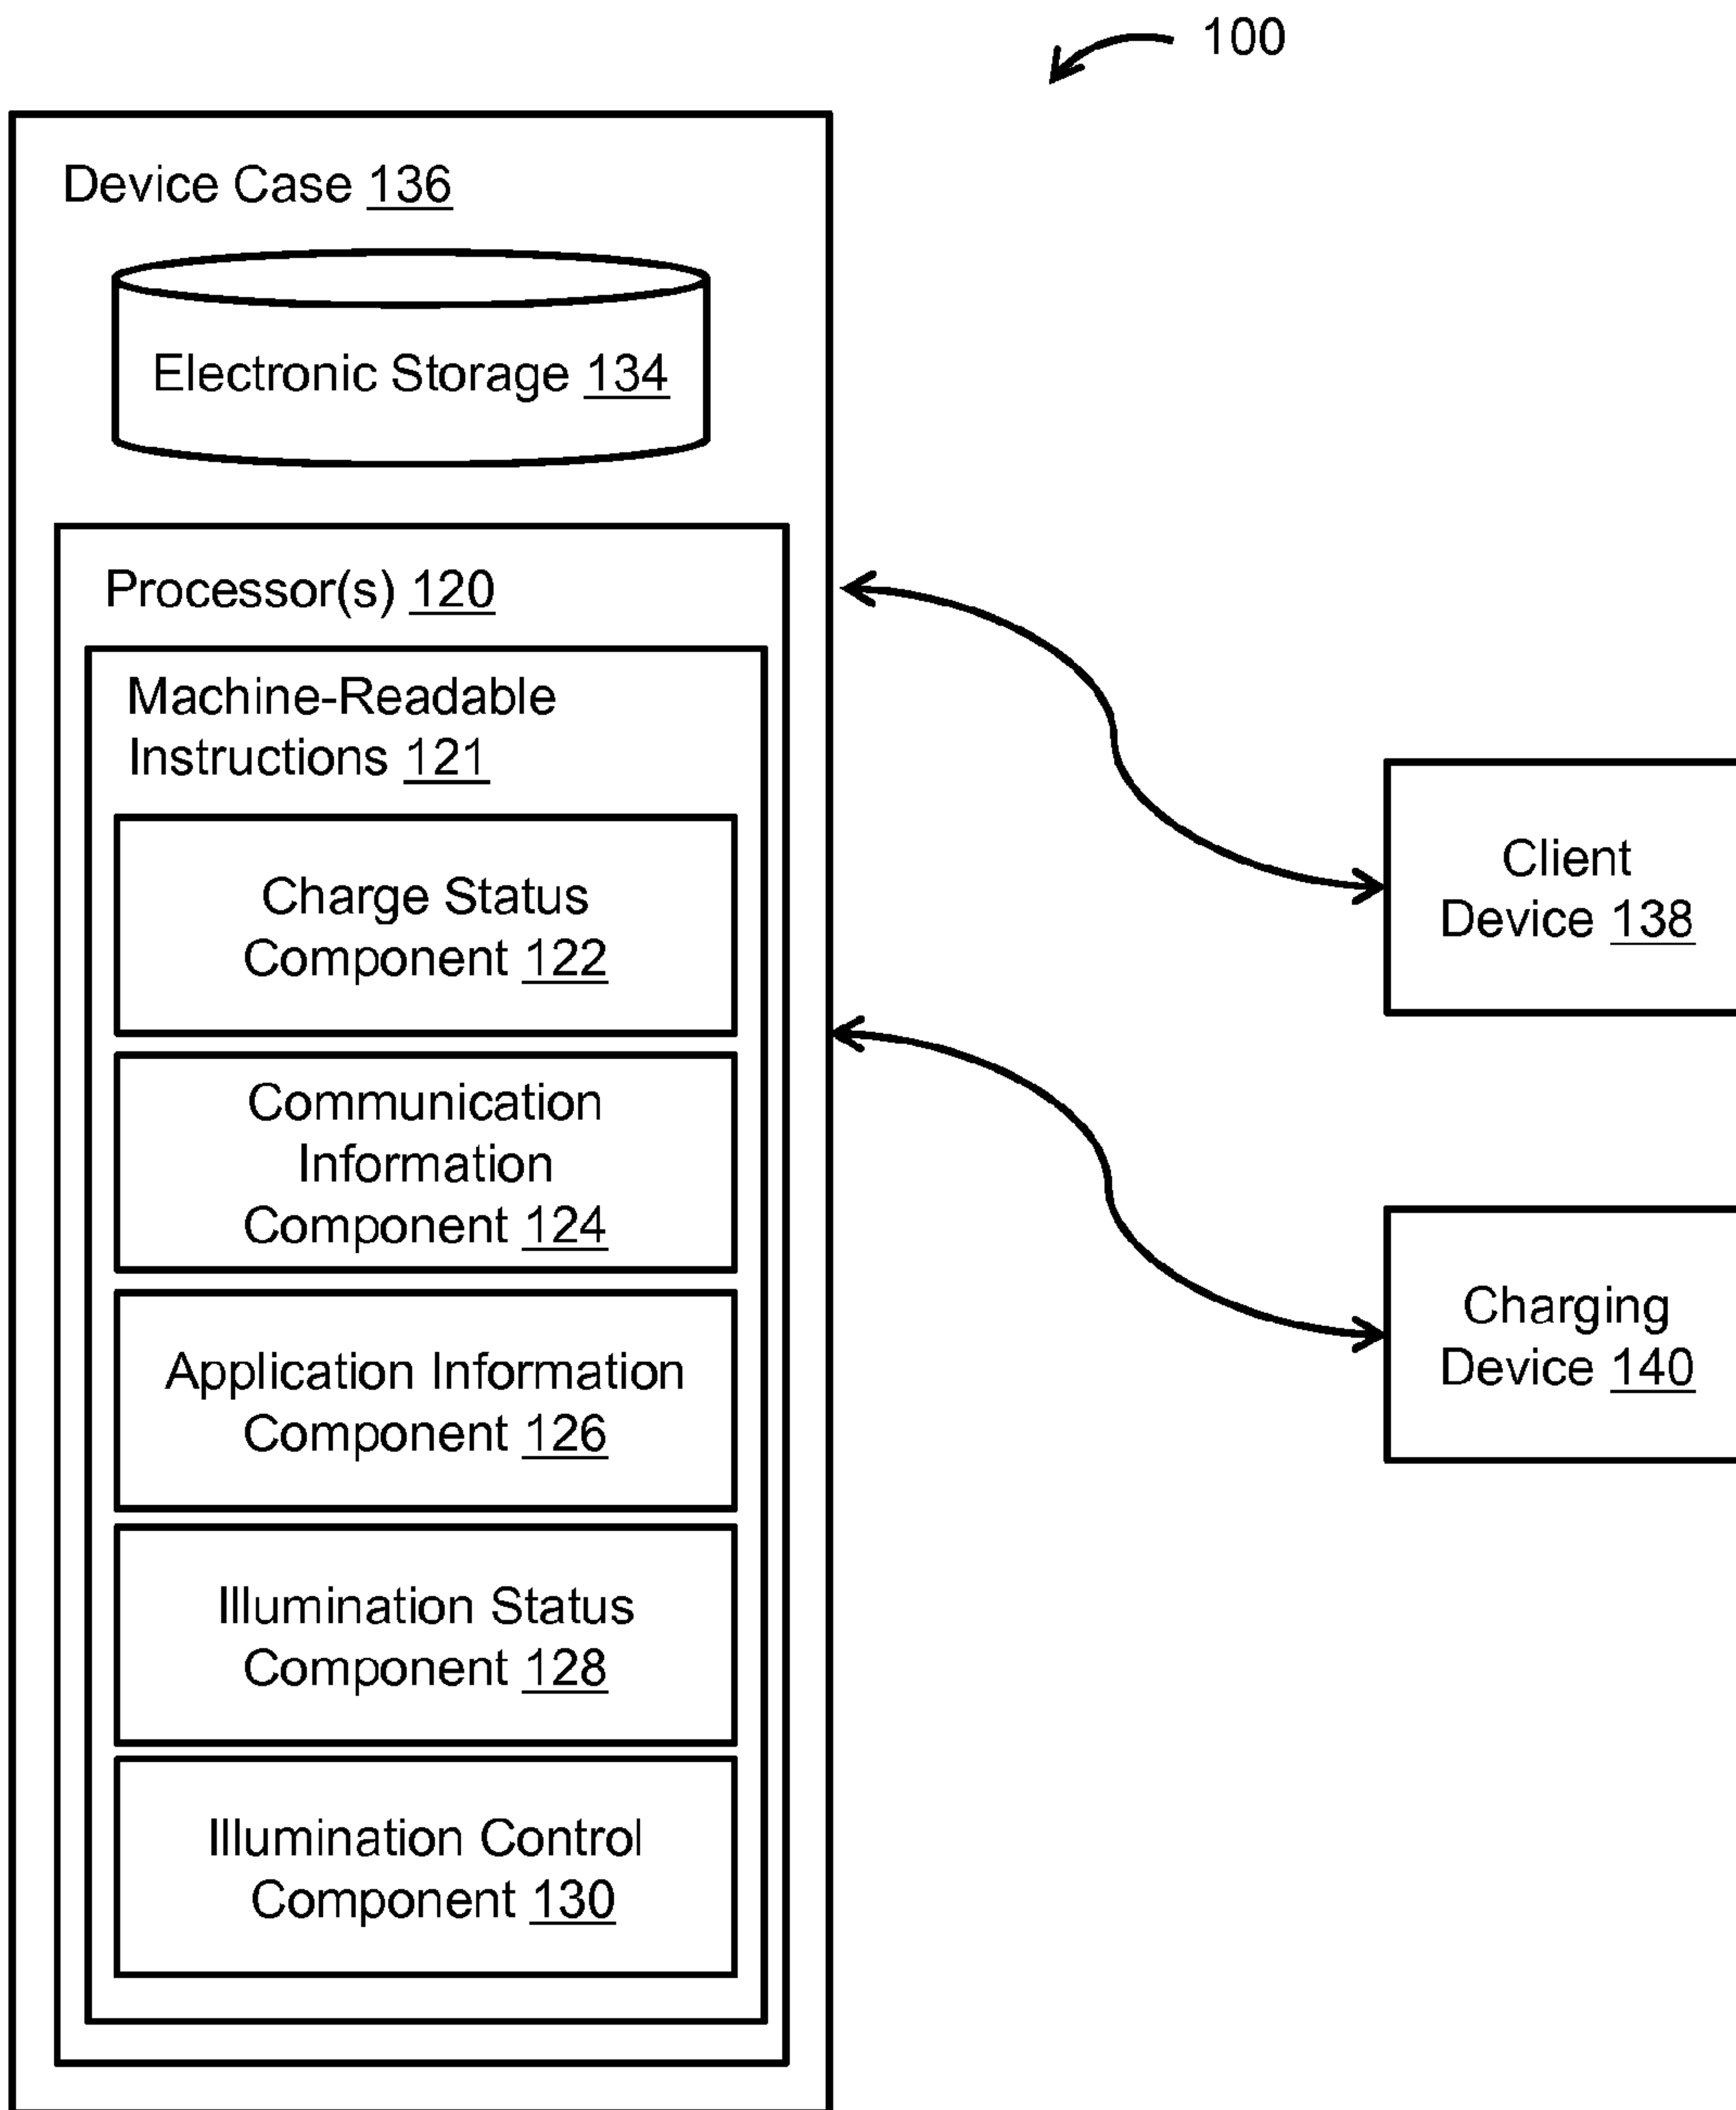 100
Device Case 136
Electronic Storage 134
Processor(s) 120
Machine-Readable
Instructions 121
Charge Status
Component 122
Communication
Information
Component 124
Application Information
Component 126
Illumination Status
Component 128
Illumination Control
Component 130
Client
Device 138
Charging
Device 140